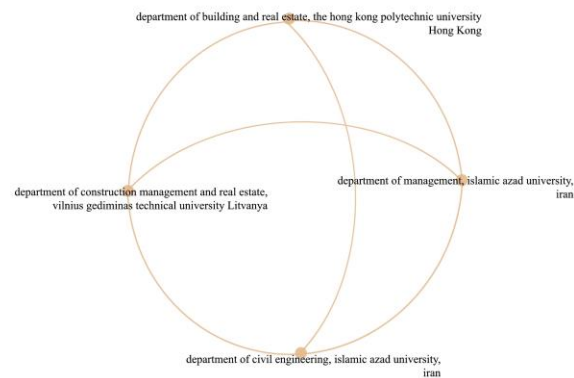 department of building and real estate, the hong kong polytechnic university
Hong Kong
department of management, islamic azad university,
iran
department of construction management and real estate,
vilnius gediminas technical university Litvanya
department of civil engineering, islamic azad university,
iran